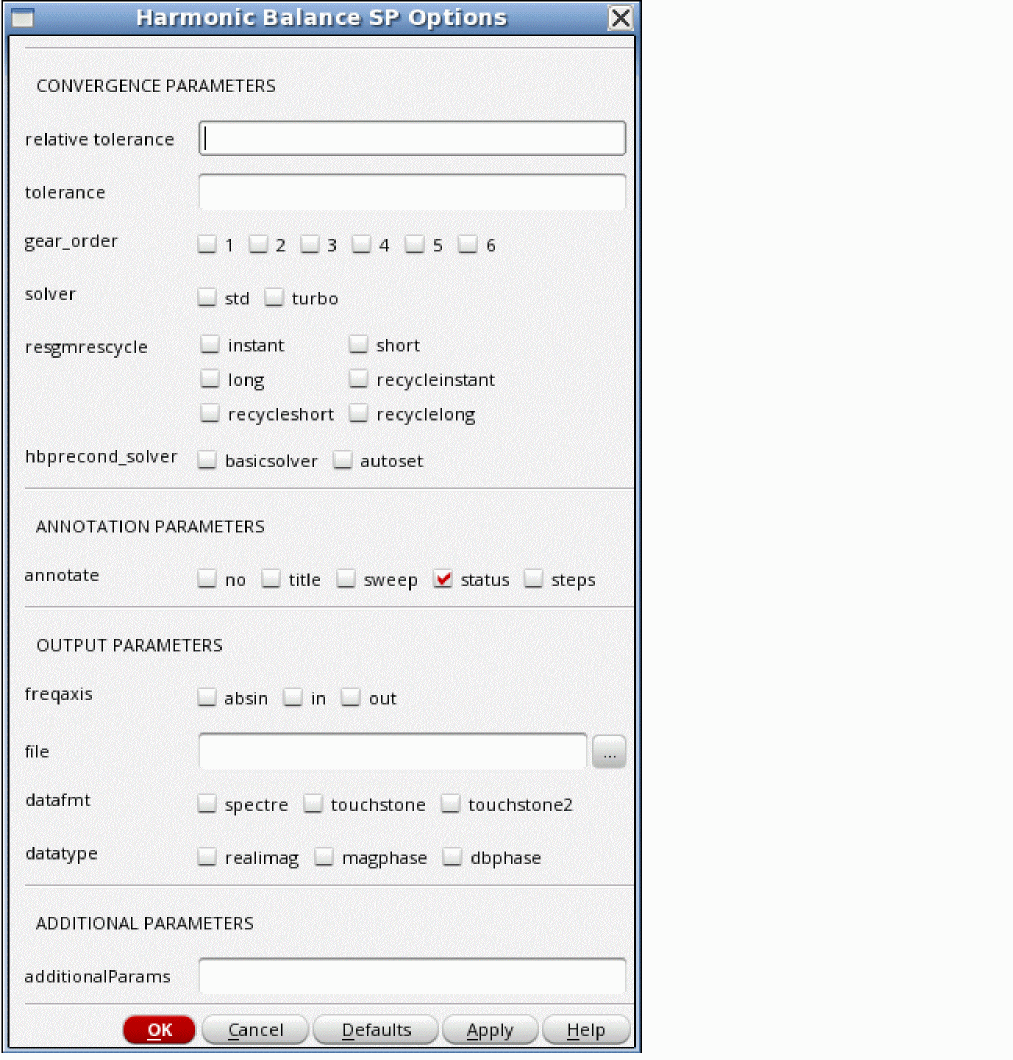 Harmonic Balance SP Options
CONVERGENCE PARAMETERS
relative tolerance
tolerance
gear_order 1 2 3 4 5 6
solver std turbo
resgmrescycle instant short
long recycleinstant
recycleshort recyclelong
hbprecond_solver basicsolver autoset
ANNOTATION PARAMETERS
annotate no title sweep status steps
OUTPUT PARAMETERS
freqaxis absin in out
file ...
datafmt spectre touchstone touchstone2
datatype realimag magphase dbphase
ADDITIONAL PARAMETERS
additionalParams
OK Cancel Defaults Apply Help